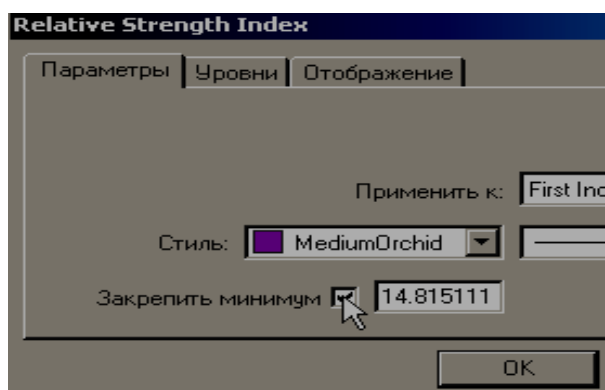 Relative Strength Index
Параметры Уровни Отображение
Применить к: First Inc
Стиль: MediumOrchid
Закрепить минимум 14.815111
OK